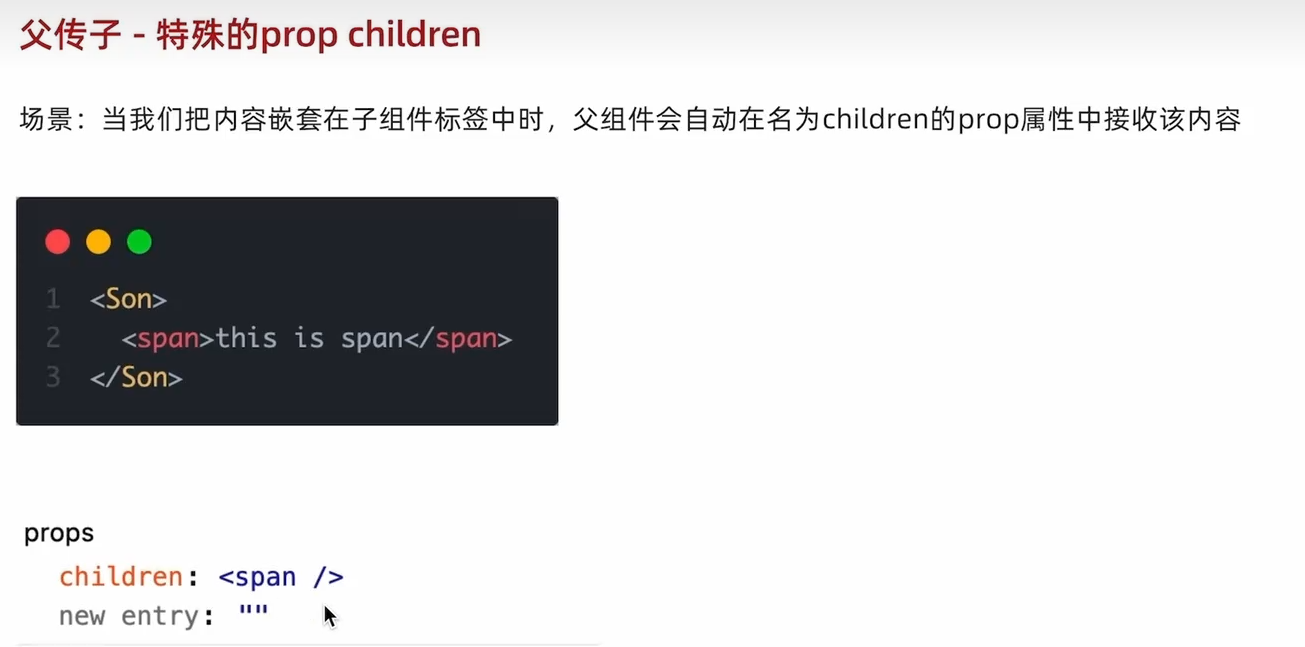 父传子 - 特殊的prop children
场景：当我们把内容嵌套在子组件标签中时，父组件会自动在名为children的prop属性中接收该内容
1 <Son>
2 <span>this is span</span>
3 </Son>
props
children: <span />
new entry: ""